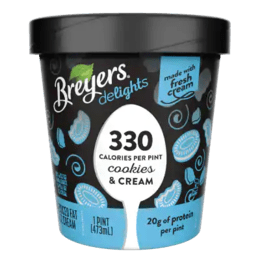 Breyers.
delights
made with
fresh
cream
330
CALORIES PER PINT
cookies
& CREAM
1 PINT
(473mL)
20g of protein
per pint